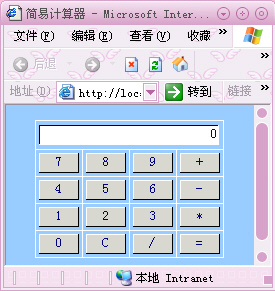 简易计算器 - Microsoft Inter...
文件(F) 编辑(E) 查看(V) 收藏 »
后退
地址(D) http://loc 转到 链接 »
0
7 8 9 +
4 5 6 -
1 2 3 *
0 C / =
本地 Intranet